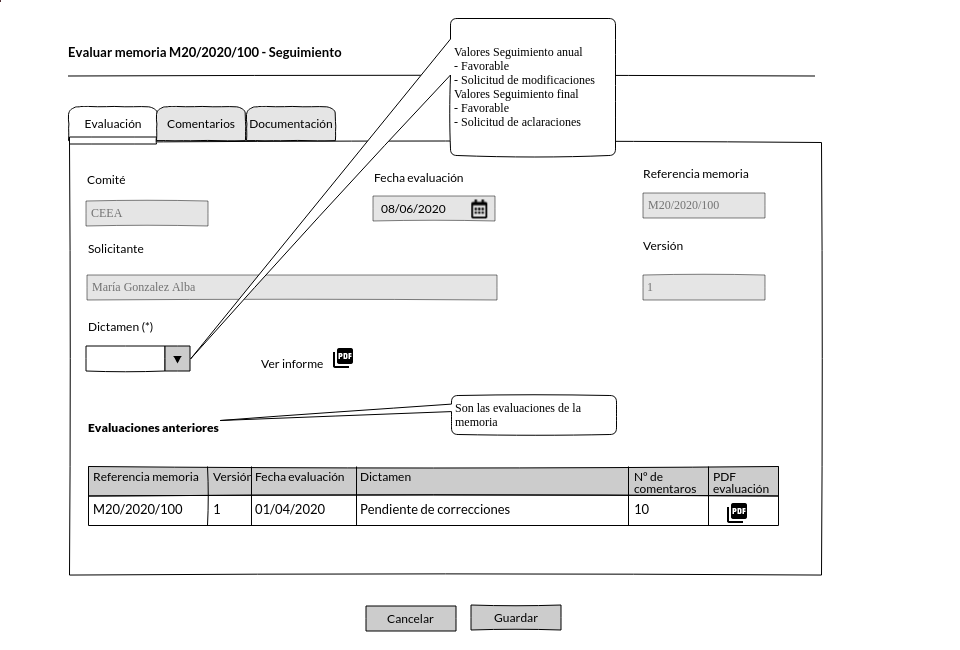 Evaluar memoria M20/2020/100 - Seguimiento
Valores Seguimiento anual
- Favorable
- Solicitud de modificaciones
Valores Seguimiento final
- Favorable
- Solicitud de aclaraciones
Evaluación Comentarios Documentación
Comité Fecha evaluación Referencia memoria
CEEA 08/06/2020 M20/2020/100
Solicitante Versión
María Gonzalez Alba 1
Dictamen (*)
Ver informe PDF
Son las evaluaciones de la
memoria
Evaluaciones anteriores
Referencia memoria Versión Fecha evaluación Dictamen Nº de PDF
comentaros evaluación
M20/2020/100 1 01/04/2020 Pendiente de correcciones 10 PDF
Cancelar Guardar